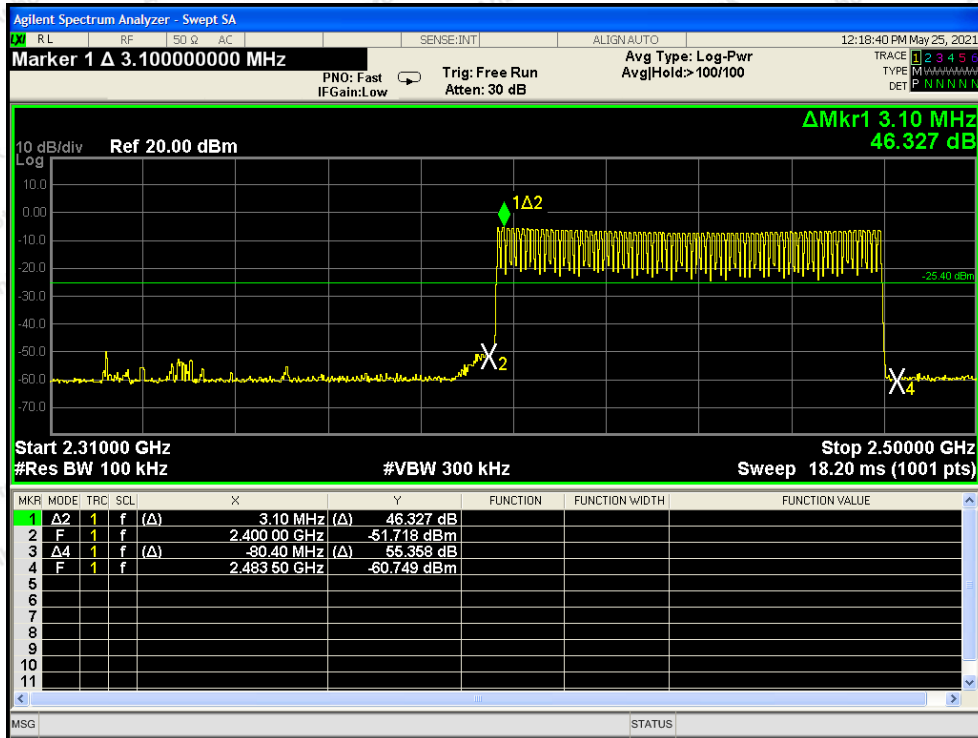 Agilent Spectrum Analyzer - Swept SA
LXI RL RF 50 Ω AC SENSE:INT ALIGNAUTO 12:18:40 PM May 25, 2021
Marker 1 Δ 3.100000000 MHz
Avg Type: Log-Pwr
TRACE 1 2 3 4 5 6
PNO: Fast Trig: Free Run Avg|Hold:>100/100
TYPE M WWWWW
IFGain:Low Atten: 30 dB
DET P N N N N N
ΔMkr1 3.10 MHz
46.327 dB
10 dB/div Ref 20.00 dBm
Log
10.0
0.00
1Δ2
-10.0
-20.0
-25.40 dBm
-30.0
-40.0
-50.0
2
-60.0
4
-70.0
Start 2.31000 GHz Stop 2.50000 GHz
#Res BW 100 kHz #VBW 300 kHz Sweep 18.20 ms (1001 pts)
MKR MODE TRC SCL X Y FUNCTION FUNCTION WIDTH FUNCTION VALUE
1 Δ2 1 f (Δ) 3.10 MHz (Δ) 46.327 dB
2 F 1 f 2.400 00 GHz -51.718 dBm
3 Δ4 1 f (Δ) -80.40 MHz (Δ) 55.358 dB
4 F 1 f 2.483 50 GHz -60.749 dBm
5
6
7
8
9
10
11
MSG STATUS